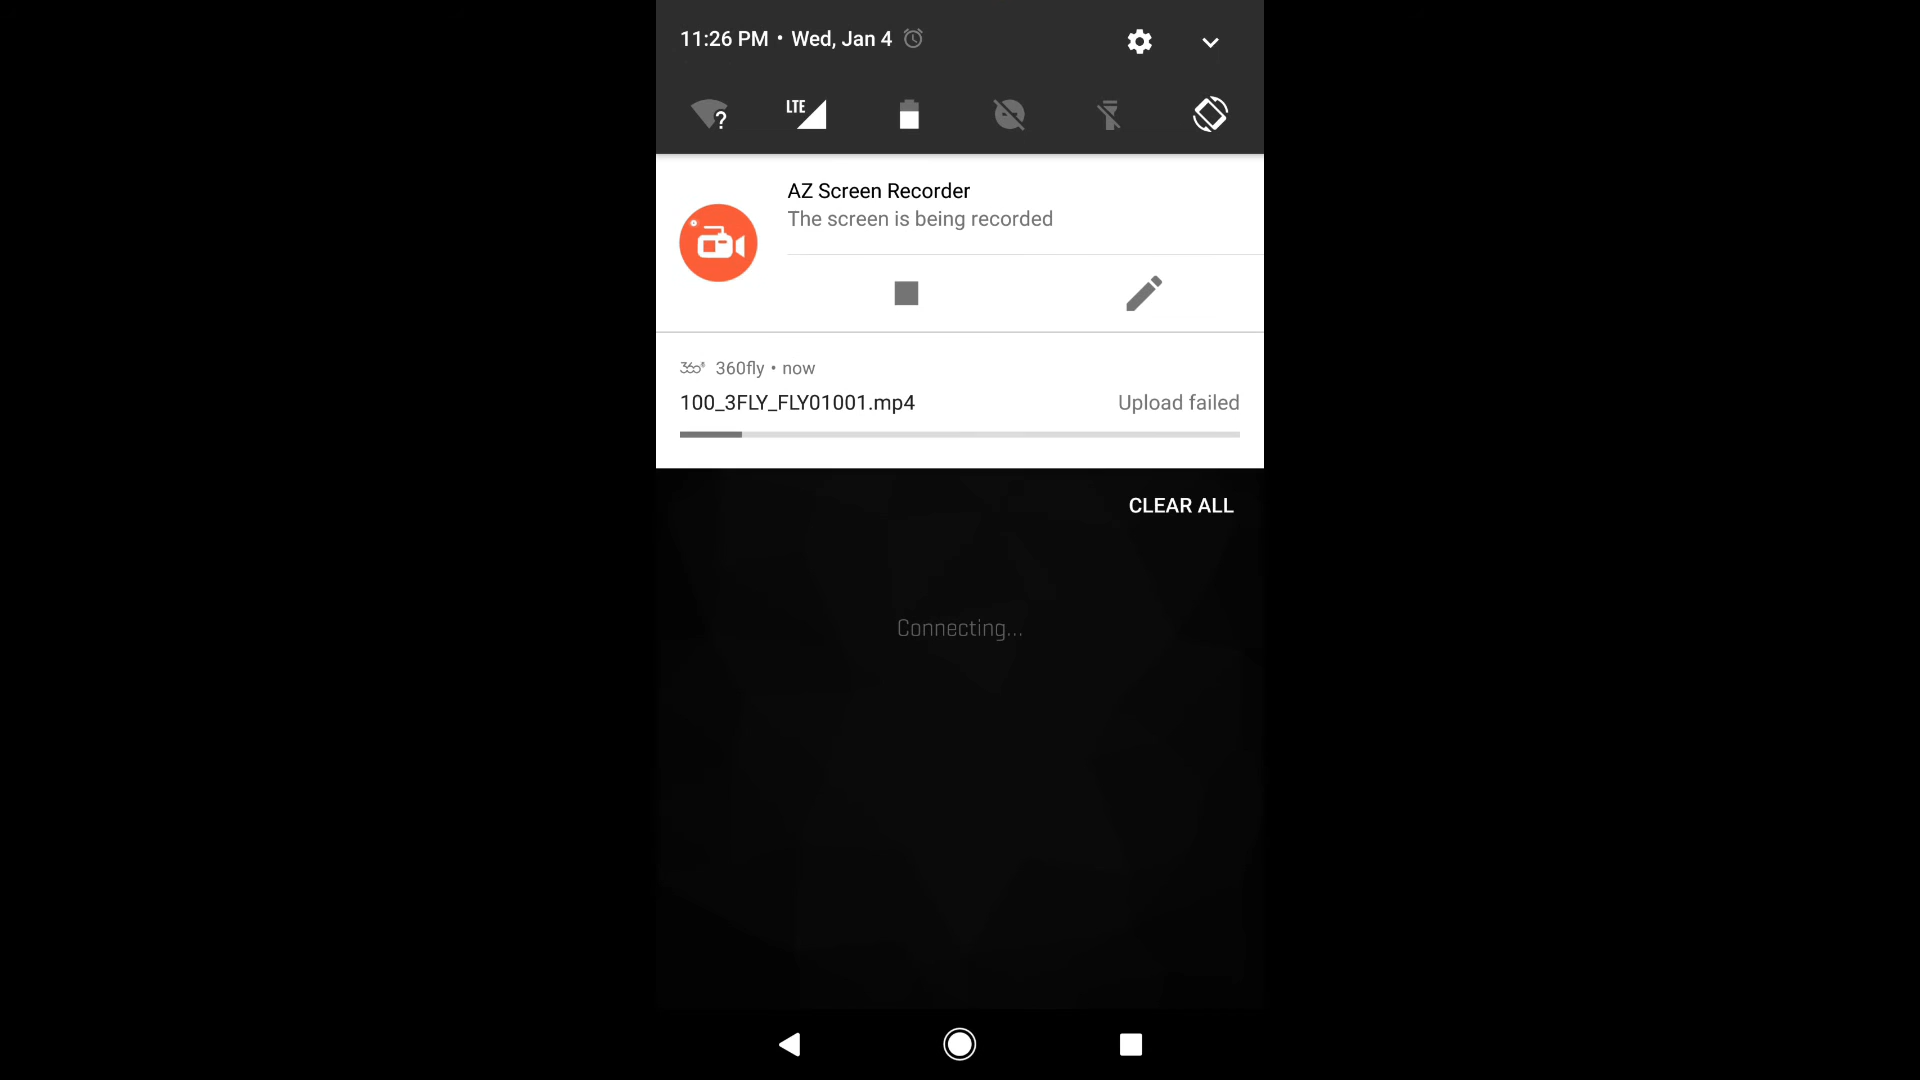 11:26 PM • Wed, Jan 4
?
LTE
AZ Screen Recorder
The screen is being recorded
360° 360fly • now
100_3FLY_FLY01001.mp4 Upload failed
CLEAR ALL
Connecting...